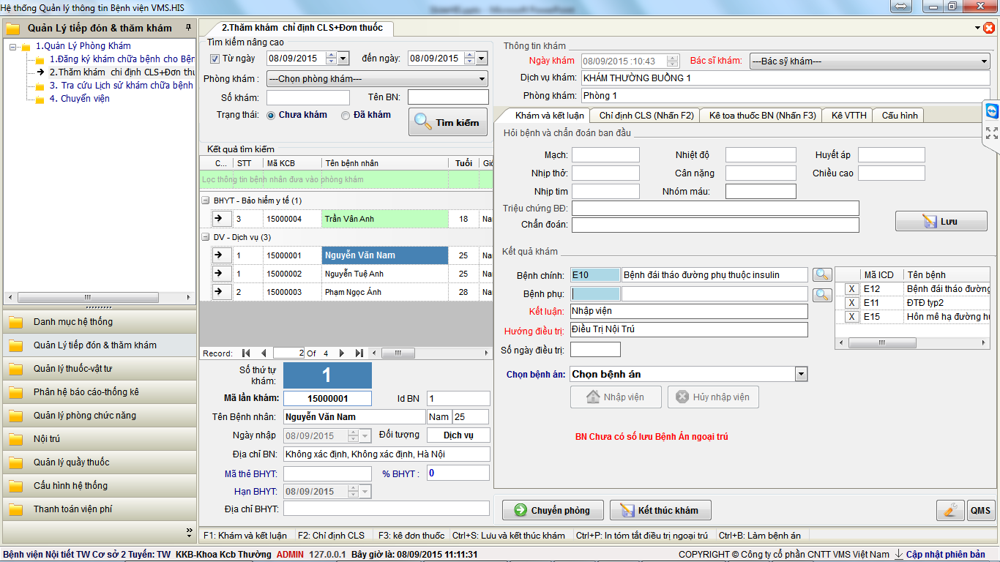 Hệ thống Quản lý thông tin Bệnh viện VMS.HIS
Quản Lý tiếp đón & thăm khám
1.Quản Lý Phòng Khám
1.Đăng ký khám chữa bệnh cho Bện
2.Thăm khám chỉ định CLS+Đơn thu
3. Tra cứu Lịch sử khám chữa bệnh
4. Chuyển viện
Danh mục hệ thống
Quản Lý tiếp đón & thăm khám
Quản lý thuốc-vật tư
Phân hệ báo cáo-thống kê
Quản lý phòng chức năng
Nội trú
Quản lý quầy thuốc
Cấu hình hệ thống
Thanh toán viện phí
2.Thăm khám chỉ định CLS+Đơn thuốc
Tìm kiếm nâng cao
Từ ngày 08/09/2015 đến ngày: 08/09/2015
Phòng khám : ---Chọn phòng khám---
Số khám: Tên BN:
Trạng thái: Chưa khám Đã khám Tìm kiếm
Kết quả tìm kiếm
C... STT Mã KCB Tên bệnh nhân Tuổi Giớ
Lọc thông tin bệnh nhân đưa vào phòng khám
BHYT - Bảo hiểm y tế (1)
3 15000004 Trần Vân Anh 18 Nam
DV - Dịch vụ (3)
1 15000001 Nguyễn Văn Nam 25 Nam
1 15000002 Nguyễn Tuệ Anh 25 Nam
2 15000003 Phạm Ngọc Ánh 28 Nam
Record: 2 Of 4
Số thứ tự khám: 1
Mã lần khám: 15000001 Id BN 1
Tên Bệnh nhân: Nguyễn Văn Nam Nam 25
Ngày nhập 08/09/2015 Đối tượng Dịch vụ
Địa chỉ BN: Không xác định, Không xác định, Hà Nội
Mã thẻ BHYT: % BHYT : 0
Hạn BHYT: 08/09/2015
Địa chỉ BHYT:
Thông tin khám
Ngày khám 08/09/2015 :10:43 Bác sĩ khám: ---Bác sỹ khám---
Dịch vụ khám: KHÁM THƯỜNG BUỒNG 1
Phòng khám: Phòng 1
Khám và kết luận Chỉ định CLS (Nhấn F2) Kê toa thuốc BN (Nhấn F3) Kê VTTH Cấu hình
Hỏi bệnh và chẩn đoán ban đầu
Mạch: Nhiệt độ Huyết áp
Nhịp thở: Cân nặng Chiều cao
Nhịp tim Nhóm máu:
Triệu chứng BĐ:
Chẩn đoán: Lưu
Kết quả khám
Bệnh chính: E10 Bệnh đái tháo đường phụ thuộc insulin
Bệnh phụ:
Kết luận: Nhập viện
Hướng điều trị: Điều Trị Nội Trú
Số ngày điều trị:
Mã ICD Tên bệnh
X E12 Bệnh đái tháo đường
X E11 ĐTĐ typ2
X E15 Hôn mê hạ đường hu
Chọn bệnh án: Chọn bệnh án
Nhập viện Hủy nhập viện
BN Chưa có số lưu Bệnh Án ngoại trú
Chuyển phòng Kết thúc khám QMS
F1: Khám và kết luận F2: Chỉ định CLS F3: kê đơn thuốc Ctrl+S: Lưu và kết thúc khám Ctrl+P: In tóm tắt điều trị ngoại trú Ctrl+B: Làm bệnh án
Bệnh viện Nội tiết TW Cơ sở 2 Tuyến: TW KKB-Khoa Kcb Thường ADMIN 127.0.0.1 Bây giờ là: 08/09/2015 11:11:31 COPYRIGHT © Công ty cổ phần CNTT VMS Việt Nam Cập nhật phiên bản